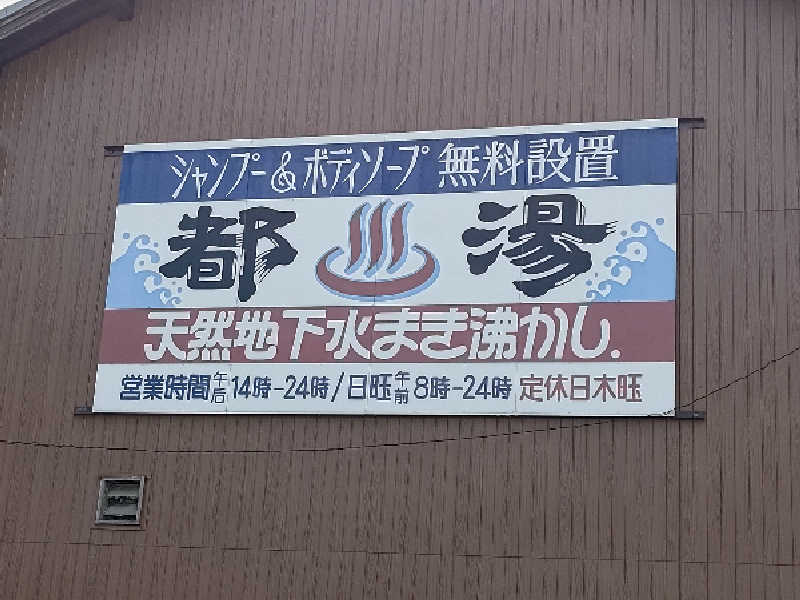 シャンプー&ボディソープ 無料設置
都 ♨ 湯
天然地下水まき沸かし.
営業時間 午后 14時-24時/日旺 午前 8時-24時 定休日木旺